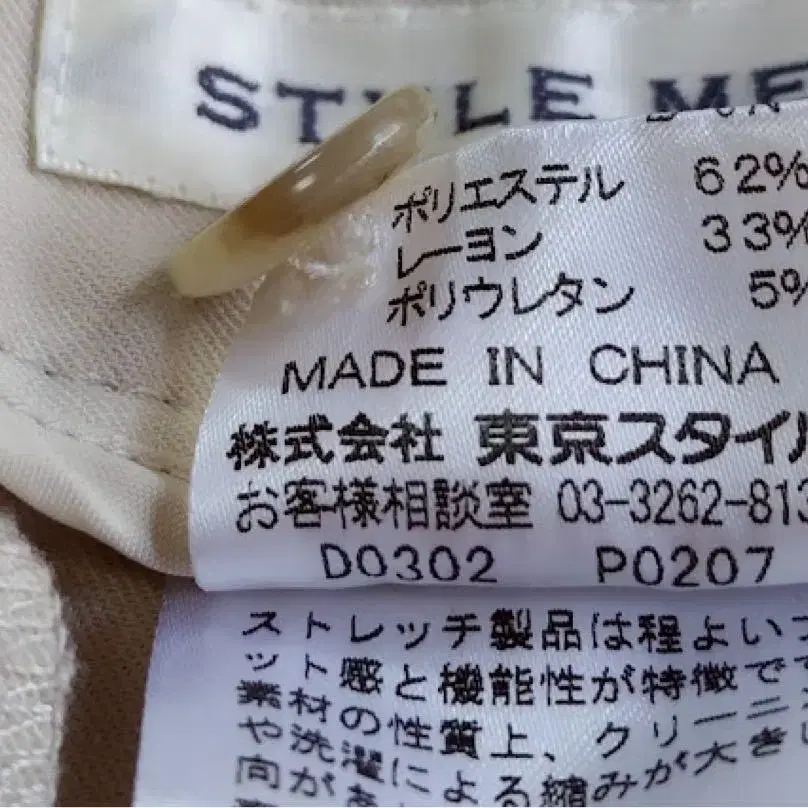 STYLE ME
ポリエステル 62%
レーヨン 33%
ポリウレタン 5%
MADE IN CHINA
株式会社 東京スタイル
お客様相談室 03-3262-813
D0302 P0207
ストレッチ製品は程よい
ット感と機能性が特徴で
素材の性質上、クリーニ
や洗濯による縮みが大き
向があ